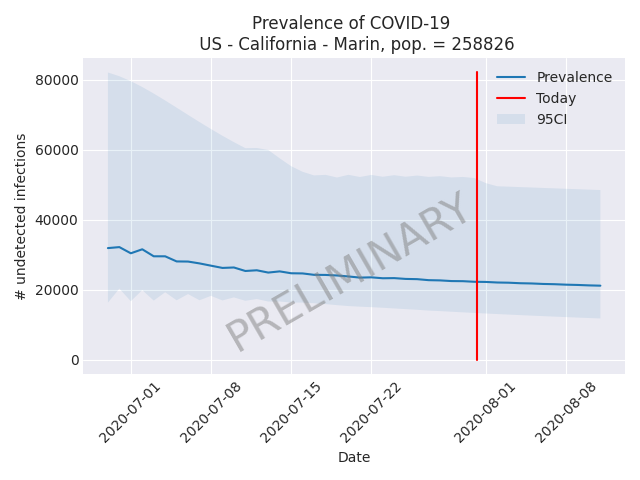 Prevalence of COVID-19
US - California - Marin, pop. = 258826
# undetected infections
80000
60000
40000
20000
0
Prevalence
Today
95CI
PRELIMINARY
2020-07-01
2020-07-08
2020-07-15
2020-07-22
2020-08-01
2020-08-08
Date